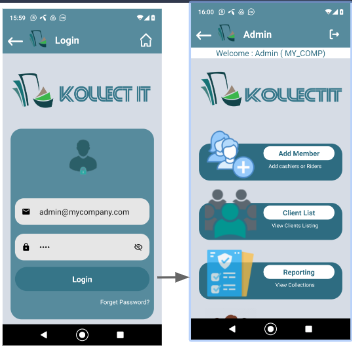 15:59
Login
KOLLECT IT
admin@mycompany.com
Login
Forget Password?
16:00
Admin
Welcome : Admin ( MY_COMP)
KOLLECTIT
Add Member
Add cashiers or Riders
Client List
View Clients Listing
Reporting
View Collections